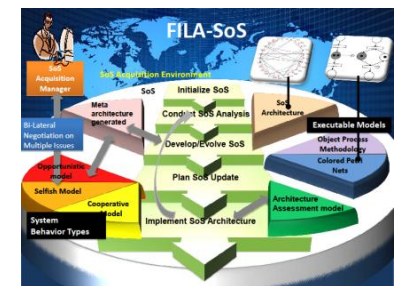 FILA-SoS
SoS
Acquisition
Manager
SoS Acquisition Environment
SoS
Initialize SoS
Meta
architecture
generated
Conduct SoS Analysis
SoS
Architecture
Executable Models
Bi-Lateral
Negotiation on
Multiple Issues
Develop/Evolve SoS
Object Process
Methodology
Colored Petri
Nets
Opportunistic
model
Plan SoS Update
Selfish Model
Cooperative
Model
Architecture
Assessment model
System
Behavior Types
Implement SoS Architecture